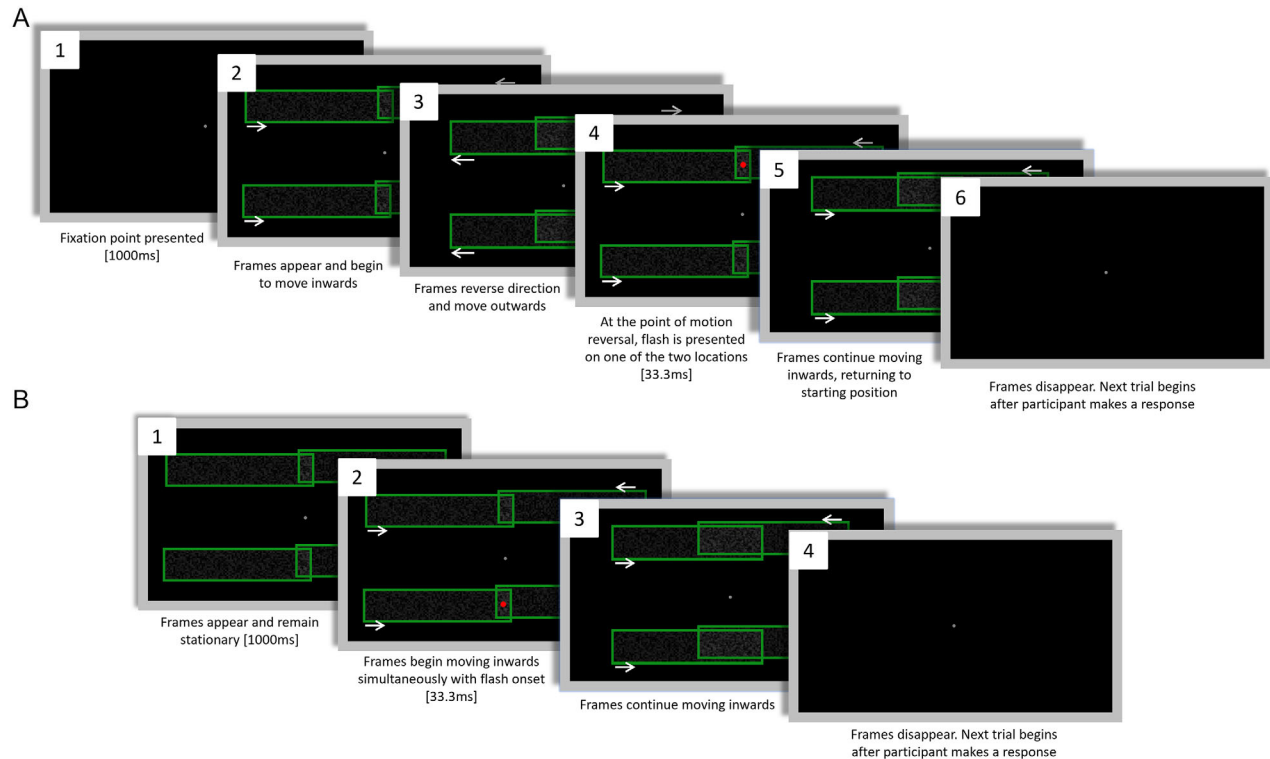 A
1
Fixation point presented
[1000ms]
2
Frames appear and begin
to move inwards
3
Frames reverse direction
and move outwards
4
At the point of motion
reversal, flash is presented
on one of the two locations
[33.3ms]
5
Frames continue moving
inwards, returning to
starting position
6
Frames disappear. Next trial begins
after participant makes a response
B
1
Frames appear and remain
stationary [1000ms]
2
Frames begin moving inwards
simultaneously with flash onset
[33.3ms]
3
Frames continue moving inwards
4
Frames disappear. Next trial begins
after participant makes a response